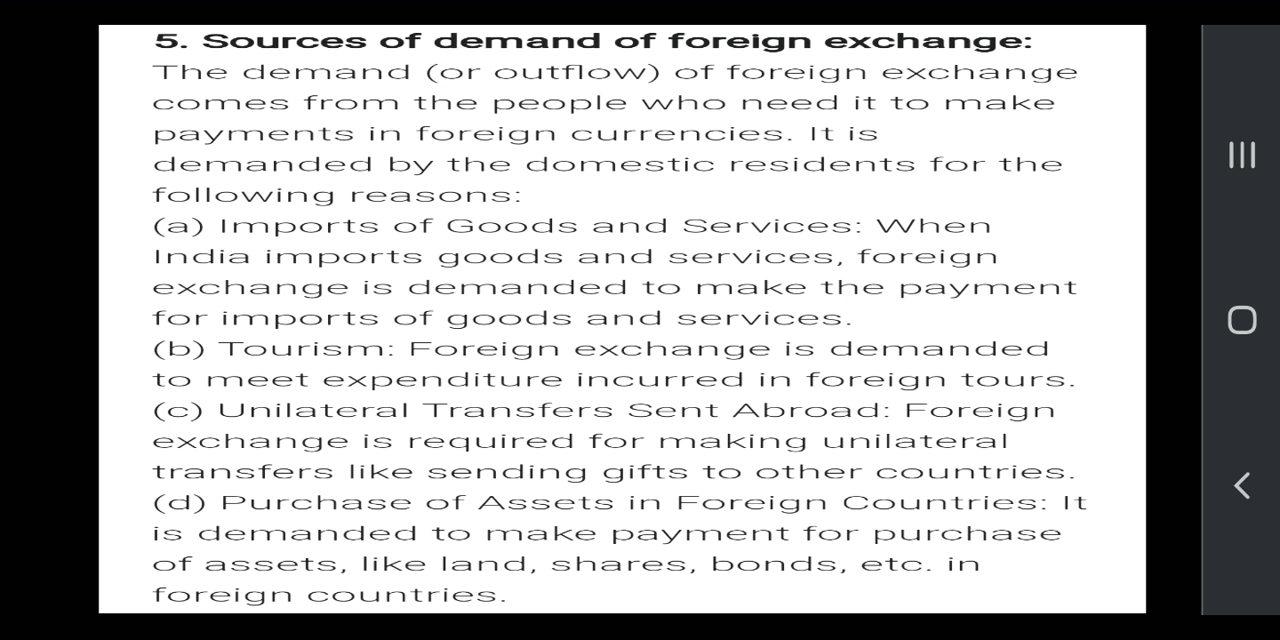 5. Sources of demand of foreign exchange:
The demand (or outflow) of foreign exchange
comes from the people who need it to make
payments in foreign currencies. It is
demanded by the domestic residents for the
following reasons:
(a) Imports of Goods and Services: When
India imports goods and services, foreign
exchange is demanded to make the payment
for imports of goods and services.
(b) Tourism: Foreign exchange is demanded
to meet expenditure incurred in foreign tours.
(c) Unilateral Transfers Sent Abroad: Foreign
exchange is required for making unilateral
transfers like sending gifts to other countries.
(d) Purchase of Assets in Foreign Countries: It
is demanded to make payment for purchase
of assets, like land, shares, bonds, etc. in
foreign countries.